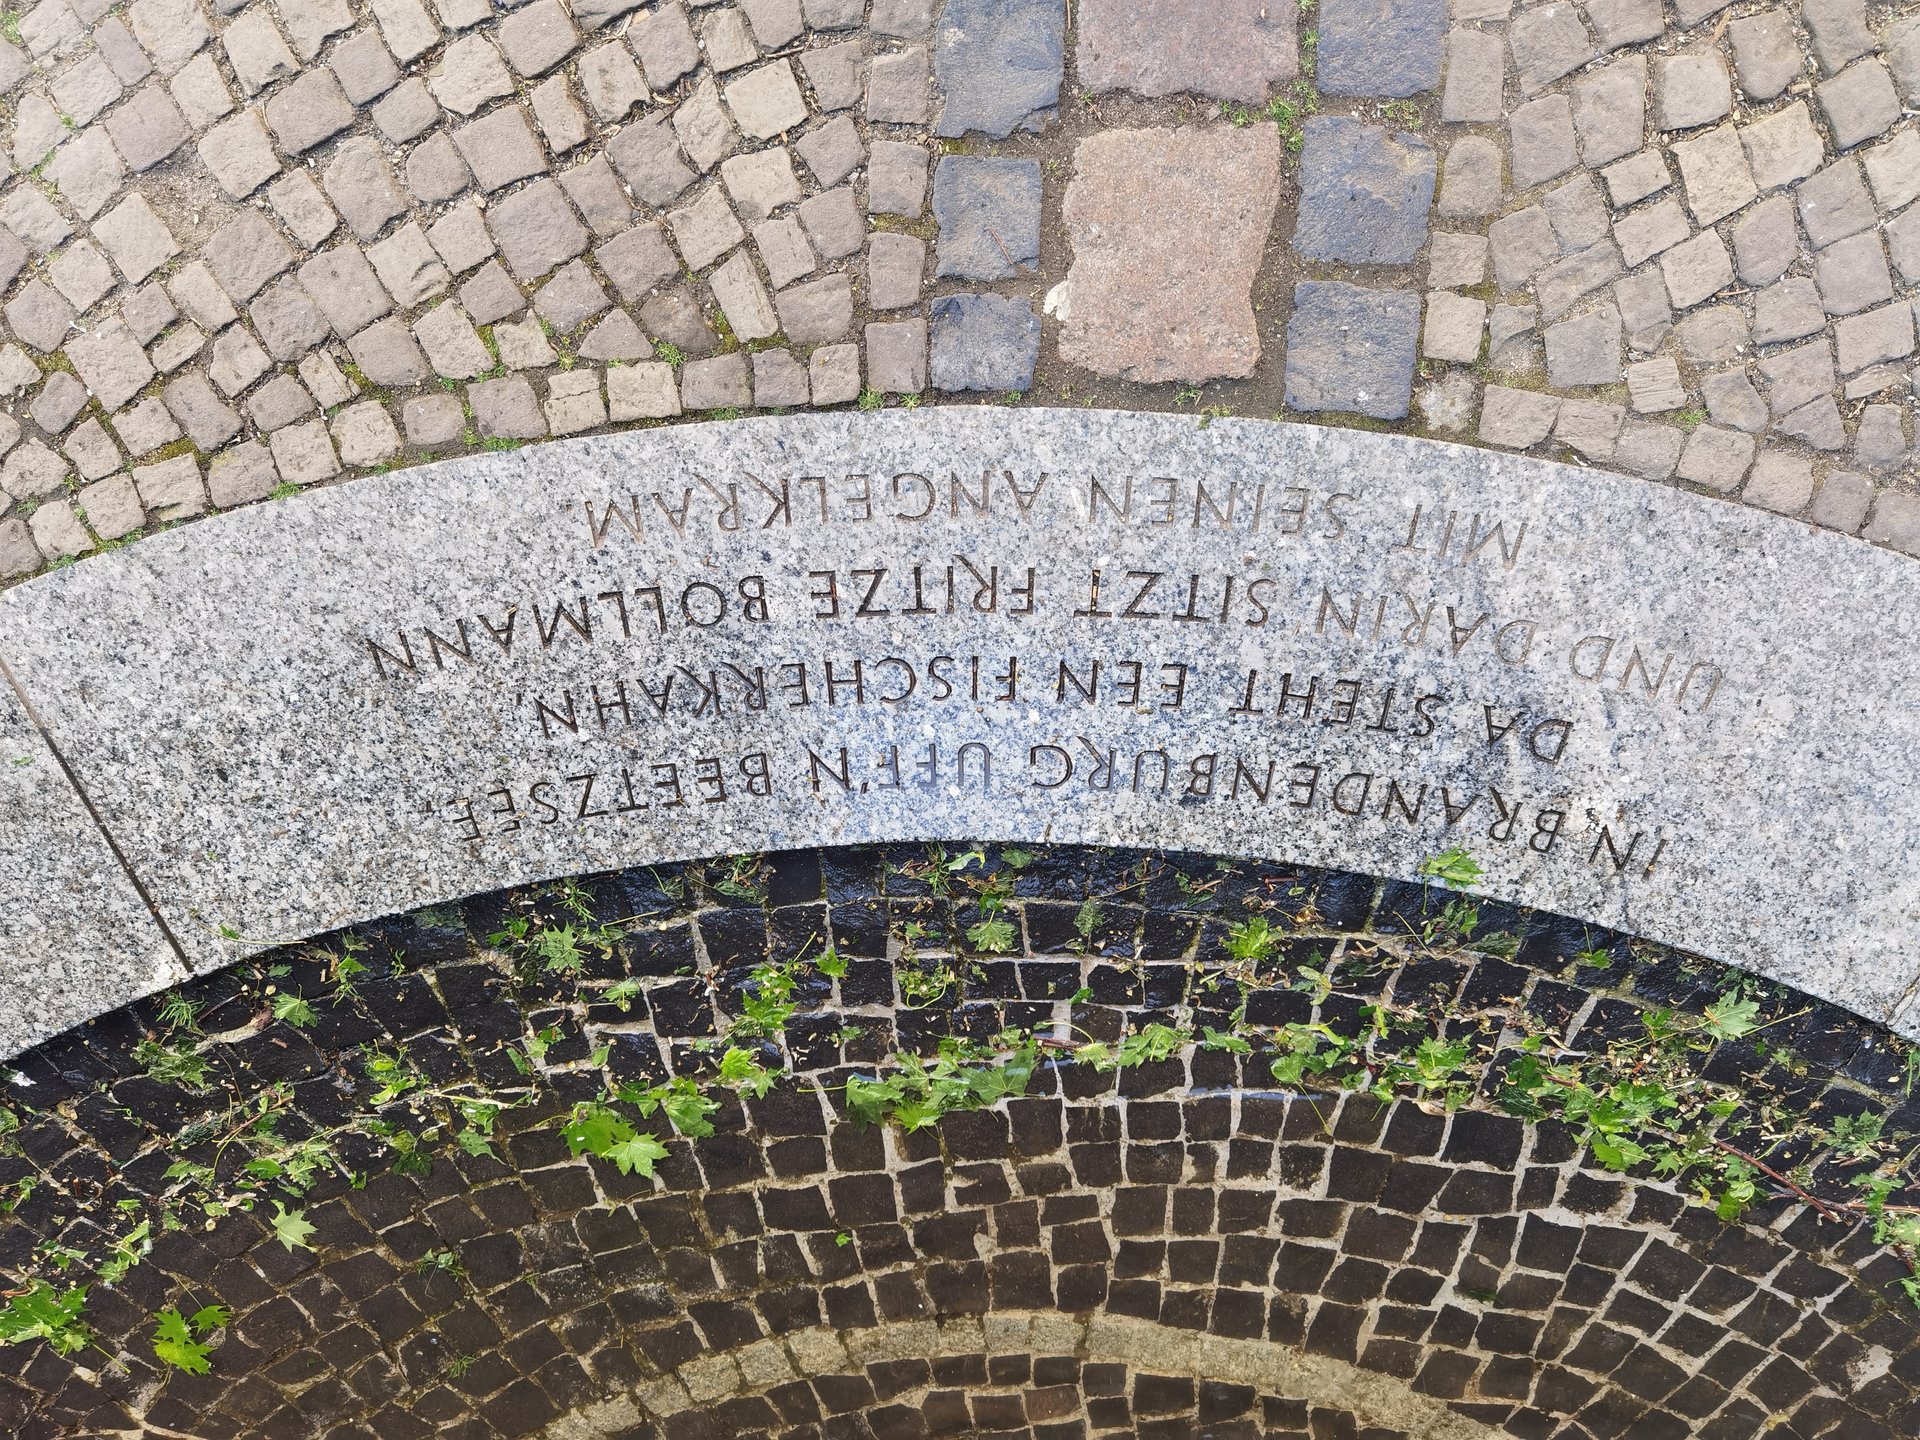 IN BRANDENBURG UFF'N BEETZSEE,
DA STEHT EEN FISCHERKAHN,
UND DARIN SITZT FRITZE BOLLMANN
MIT SEINEN ANGELKRAM.